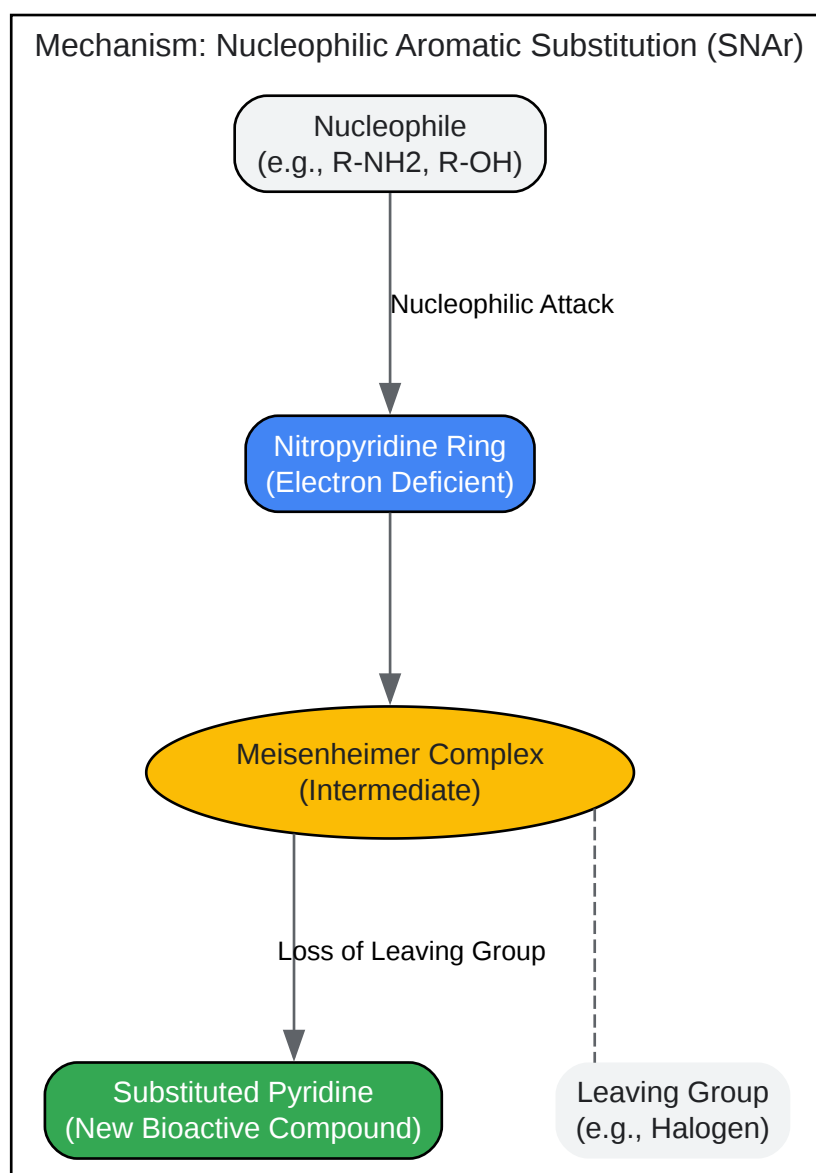 Mechanism: Nucleophilic Aromatic Substitution (SNAr)
Nucleophile
(e.g., R-NH2, R-OH)
Nucleophilic Attack
Nitropyridine Ring
(Electron Deficient)
Meisenheimer Complex
(Intermediate)
Loss of Leaving Group
Substituted Pyridine
(New Bioactive Compound)
Leaving Group
(e.g., Halogen)